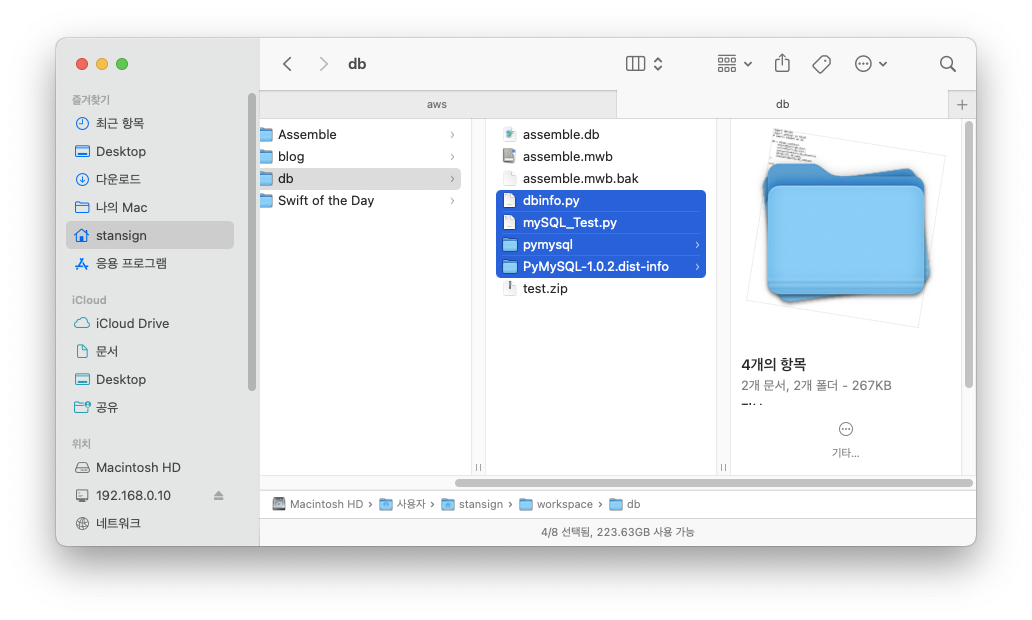 db
aws
db
즐겨찾기
최근 항목
Desktop
다운로드
나의 Mac
stansign
응용 프로그램
iCloud
iCloud Drive
문서
Desktop
공유
위치
Macintosh HD
192.168.0.10
네트워크
Assemble
blog
db
Swift of the Day
assemble.db
assemble.mwb
assemble.mwb.bak
dbinfo.py
mySQL_Test.py
pymysql
PyMySQL-1.0.2.dist-info
test.zip
4개의 항목
2개 문서, 2개 폴더 - 267KB
기타...
Macintosh HD › 사용자 › stansign › workspace › db
4/8 선택됨, 223.63GB 사용 가능